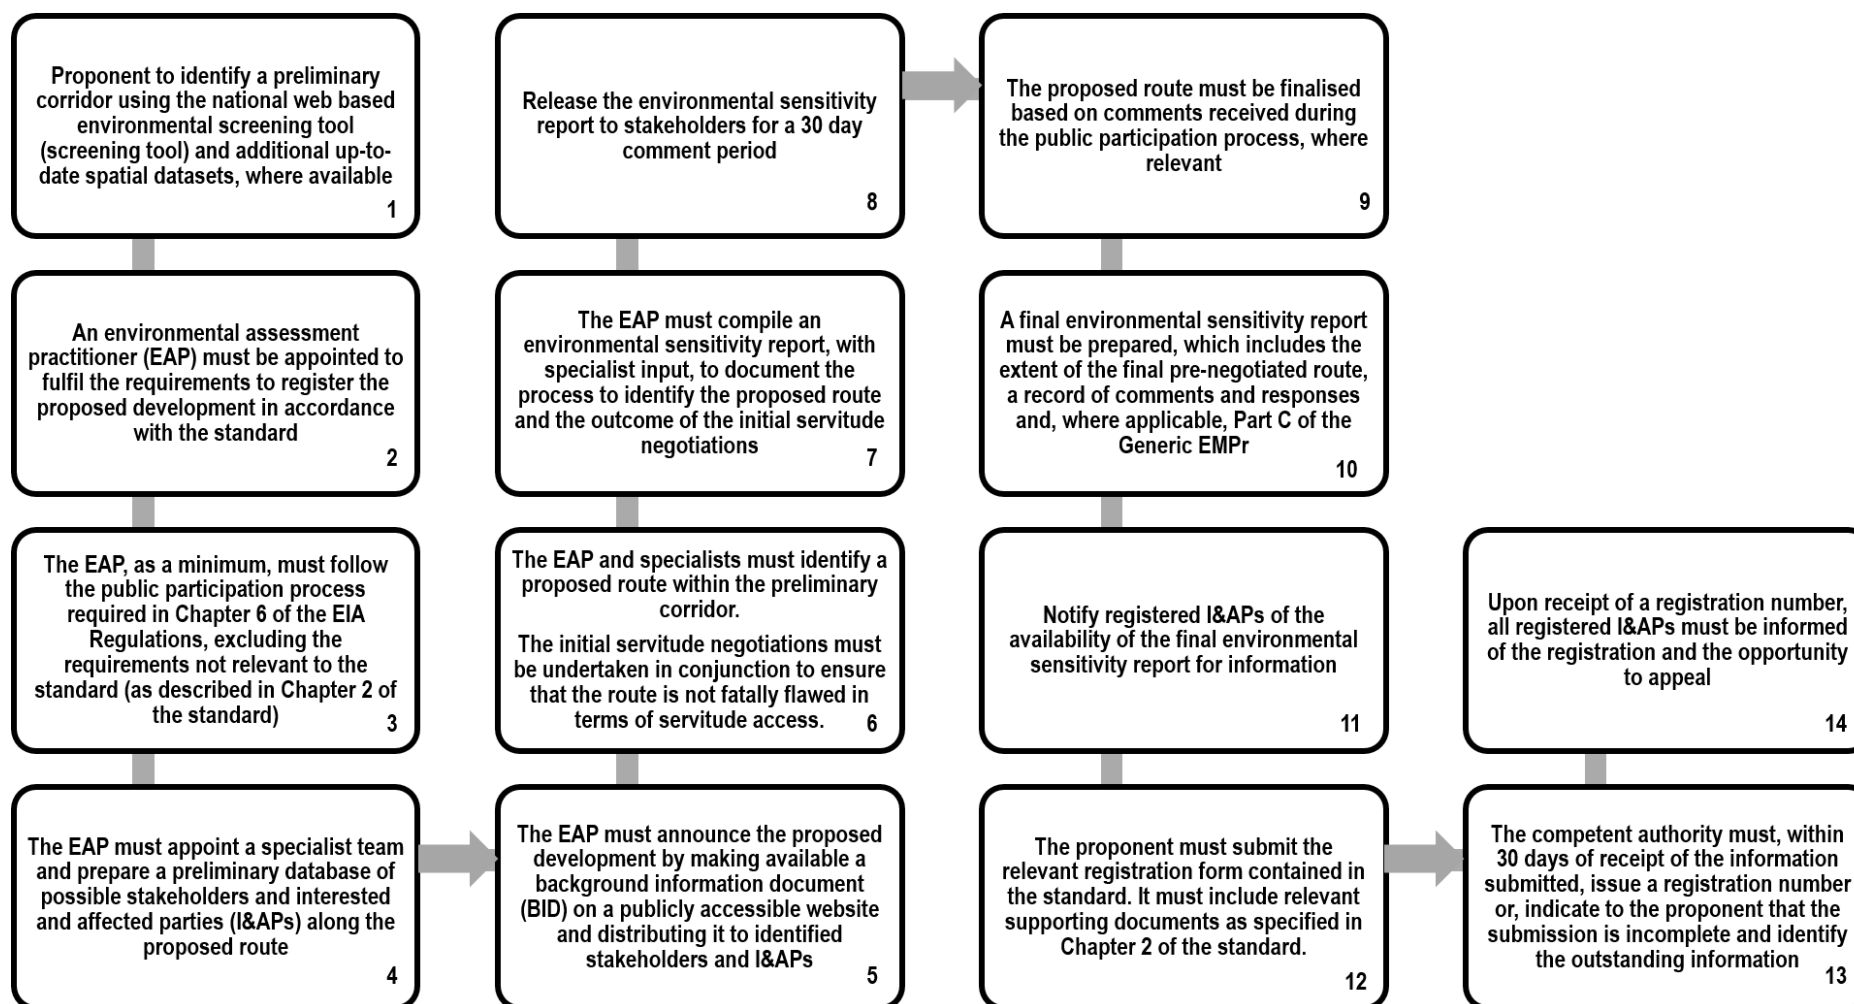 Proponent to identify a preliminary
corridor using the national web based
environmental screening tool
(screening tool) and additional up-to-
date spatial datasets, where available
1
An environmental assessment
practitioner (EAP) must be appointed to
fulfil the requirements to register the
proposed development in accordance
with the standard
2
The EAP, as a minimum, must follow
the public participation process
required in Chapter 6 of the EIA
Regulations, excluding the
requirements not relevant to the
standard (as described in Chapter 2 of
the standard)
3
The EAP must appoint a specialist team
and prepare a preliminary database of
possible stakeholders and interested
and affected parties (I&APs) along the
proposed route
4
The EAP must announce the proposed
development by making available a
background information document
(BID) on a publicly accessible website
and distributing it to identified
stakeholders and I&APs
5
The EAP and specialists must identify a
proposed route within the preliminary
corridor.
The initial servitude negotiations must
be undertaken in conjunction to ensure
that the route is not fatally flawed in
terms of servitude access.
6
The EAP must compile an
environmental sensitivity report, with
specialist input, to document the
process to identify the proposed route
and the outcome of the initial servitude
negotiations
7
Release the environmental sensitivity
report to stakeholders for a 30 day
comment period
8
The proposed route must be finalised
based on comments received during
the public participation process, where
relevant
9
A final environmental sensitivity report
must be prepared, which includes the
extent of the final pre-negotiated route,
a record of comments and responses
and, where applicable, Part C of the
Generic EMPr
10
Notify registered I&APs of the
availability of the final environmental
sensitivity report for information
11
The proponent must submit the
relevant registration form contained in
the standard. It must include relevant
supporting documents as specified in
Chapter 2 of the standard.
12
The competent authority must, within
30 days of receipt of the information
submitted, issue a registration number
or, indicate to the proponent that the
submission is incomplete and identify
the outstanding information
13
Upon receipt of a registration number,
all registered I&APs must be informed
of the registration and the opportunity
to appeal
14